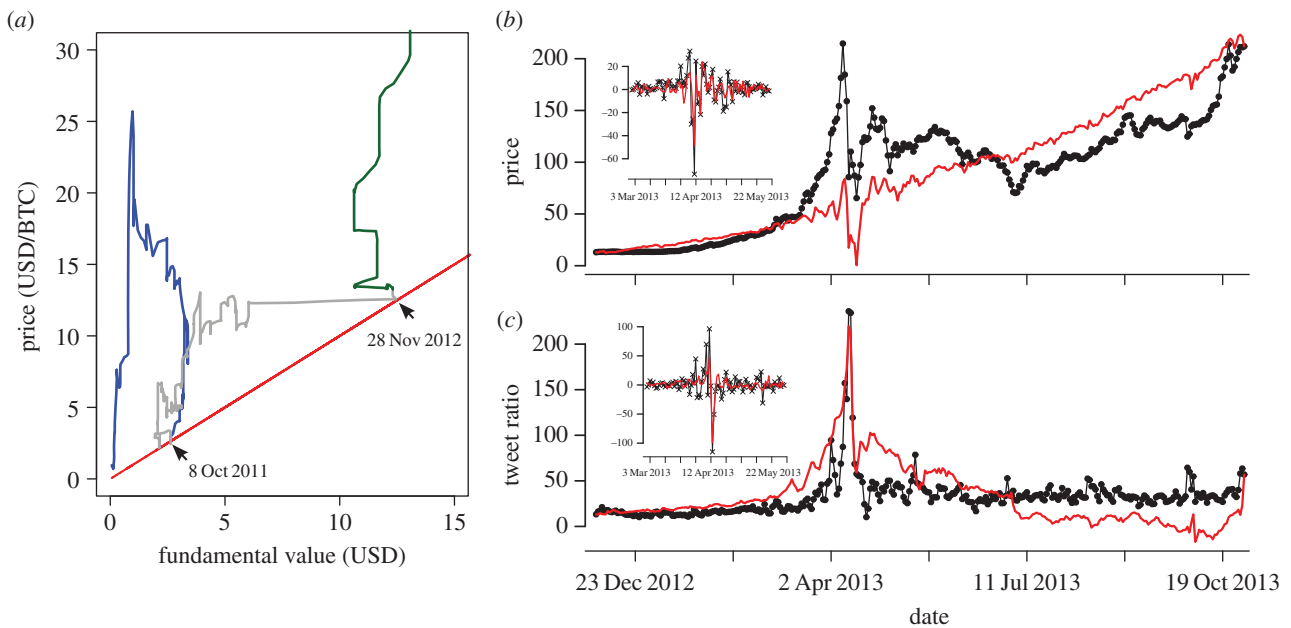 (a)
30
25
20
15
10
5
0
price (USD/BTC)
28 Nov 2012
8 Oct 2011
0 5 10 15
fundamental value (USD)
(b)
200
150
100
50
0
price
20
0
−20
−40
−60
3 Mar 2013 12 Apr 2013 22 May 2013
(c)
200
150
100
50
0
tweet ratio
100
50
0
−50
−100
3 Mar 2013 12 Apr 2013 22 May 2013
23 Dec 2012 2 Apr 2013 11 Jul 2013 19 Oct 2013
date